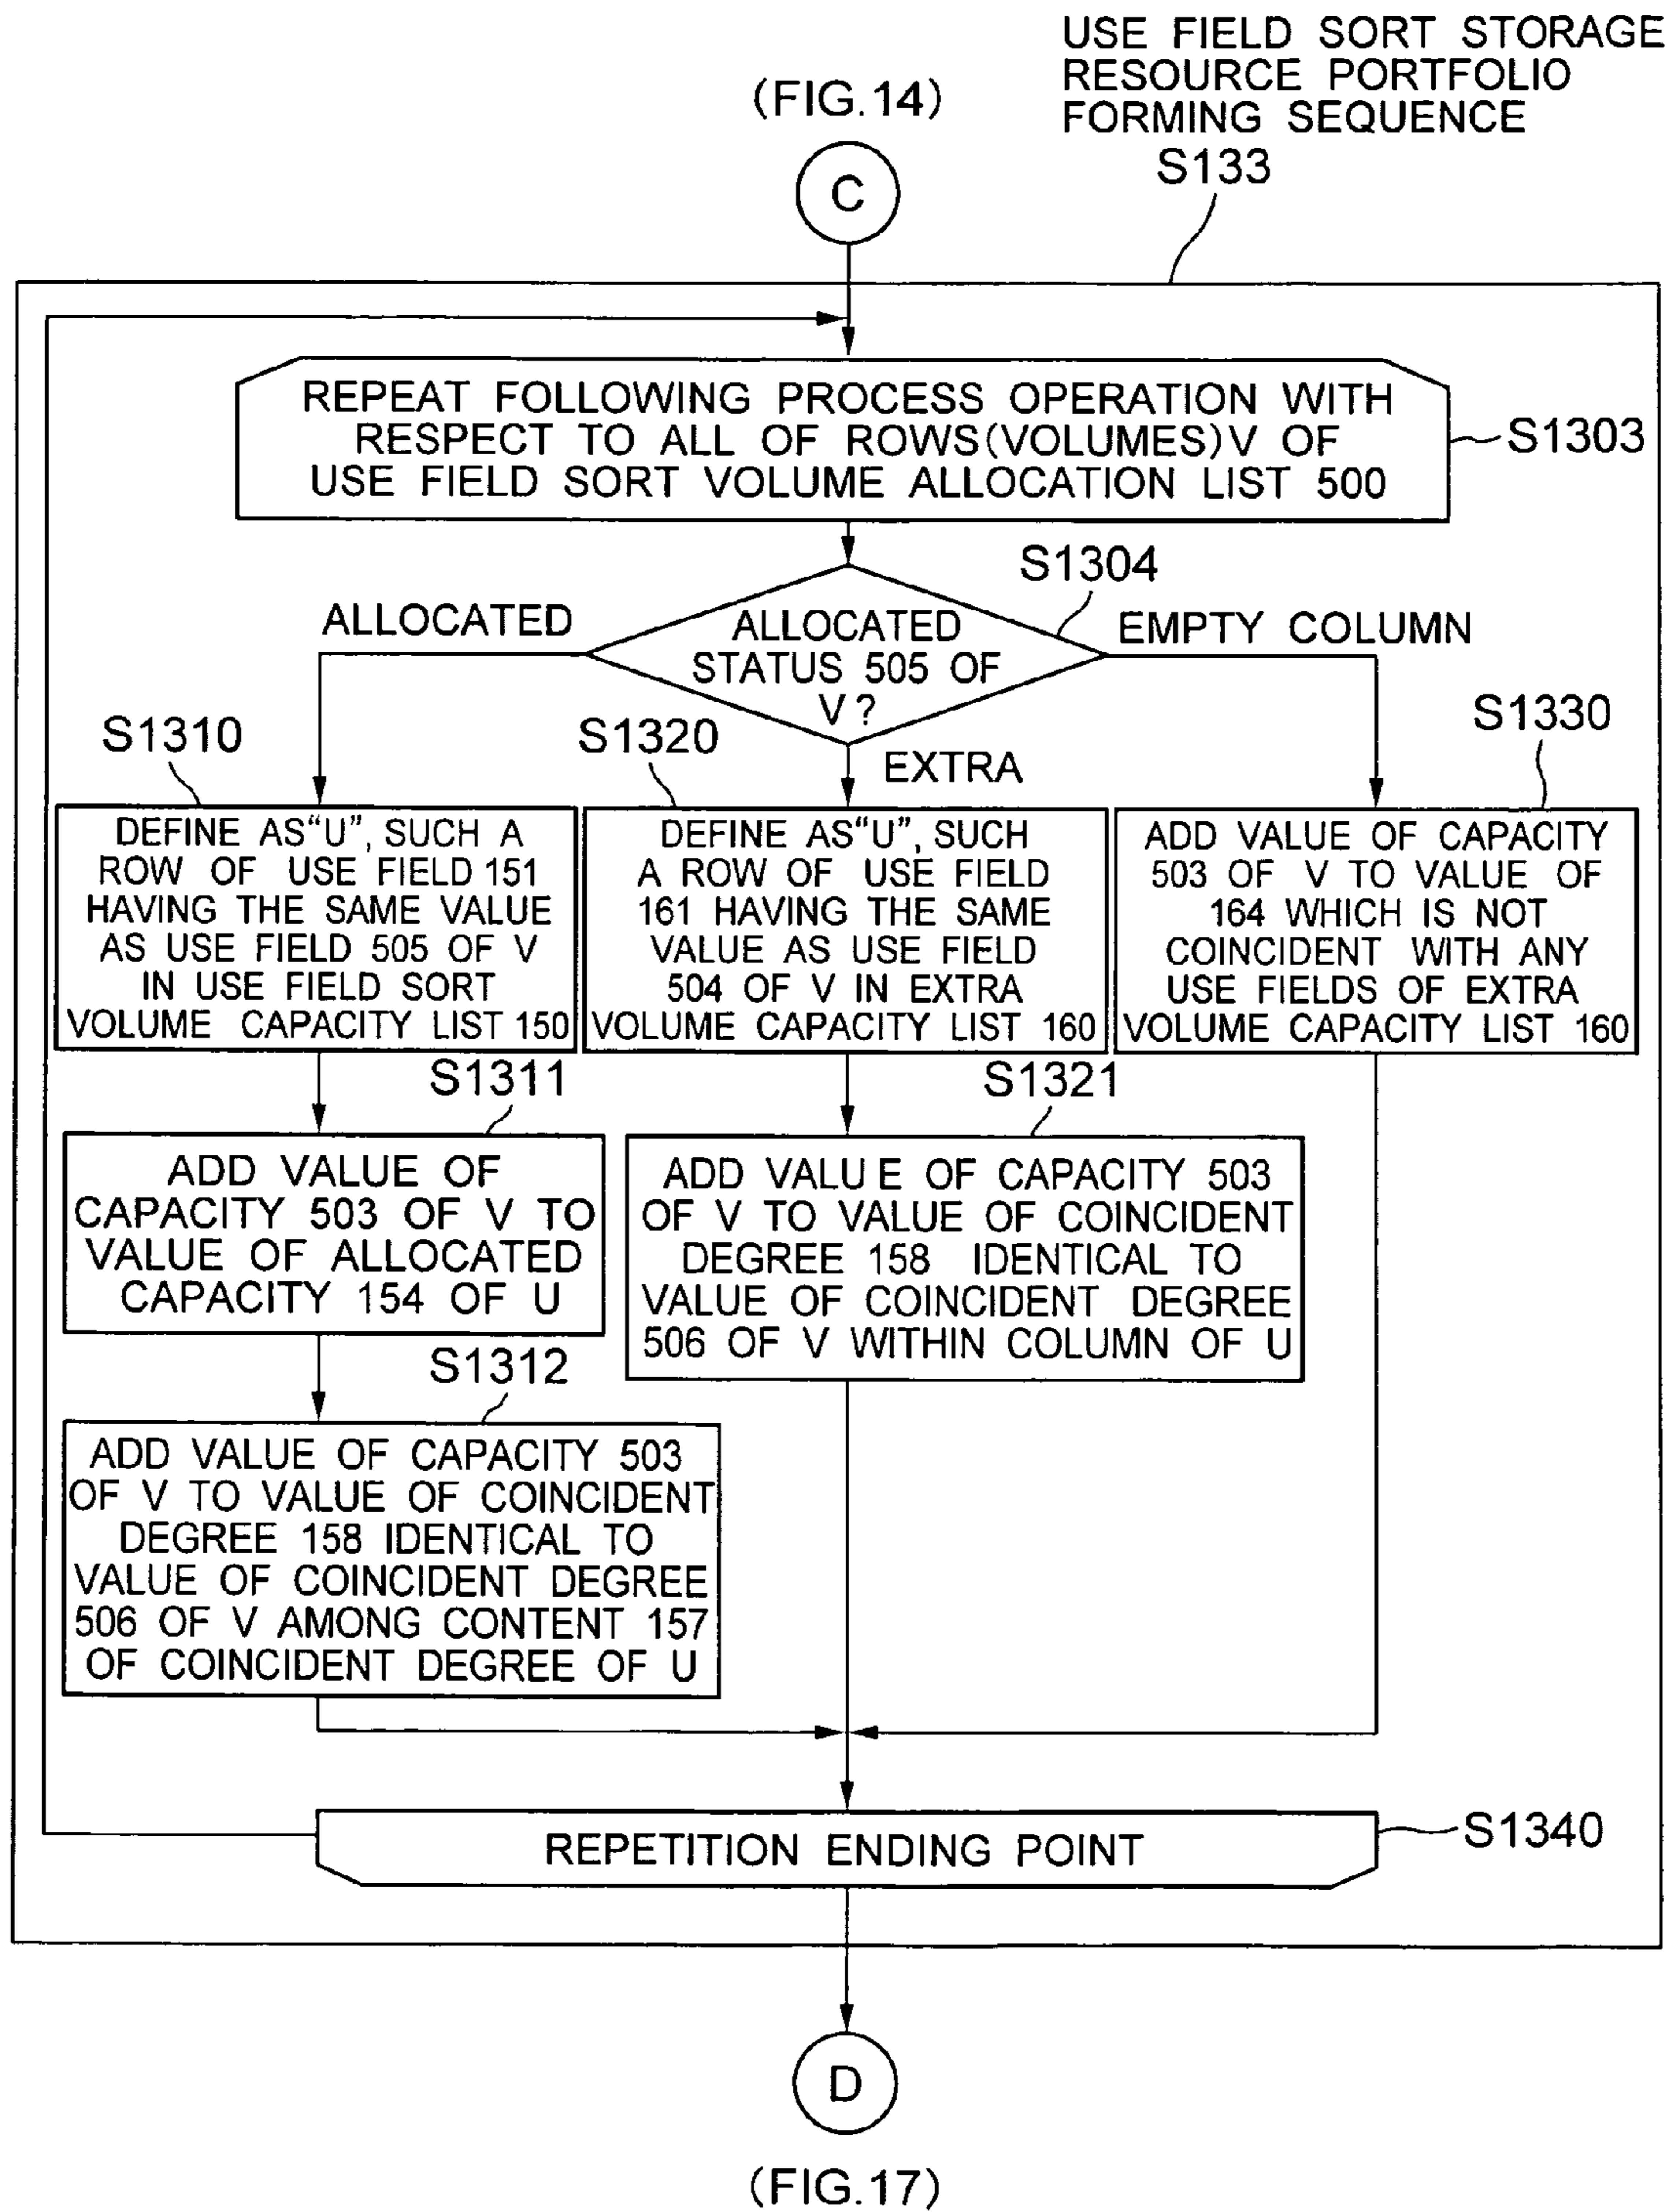 USE FIELD SORT STORAGE
RESOURCE PORTFOLIO
FORMING SEQUENCE
S133
(FIG.14)
C
REPEAT FOLLOWING PROCESS OPERATION WITH
RESPECT TO ALL OF ROWS(VOLUMES)V OF
USE FIELD SORT VOLUME ALLOCATION LIST 500
S1303
S1304
ALLOCATED
ALLOCATED
STATUS 505 OF
V?
EMPTY COLUMN
EXTRA
S1310
DEFINE AS"U", SUCH A
ROW OF USE FIELD 151
HAVING THE SAME VALUE
AS USE FIELD 505 OF V
IN USE FIELD SORT
VOLUME CAPACITY LIST 150
S1320
DEFINE AS"U", SUCH
A ROW OF USE FIELD
161 HAVING THE SAME
VALUE AS USE FIELD
504 OF V IN EXTRA
VOLUME CAPACITY LIST 160
S1330
ADD VALUE OF CAPACITY
503 OF V TO VALUE OF
164 WHICH IS NOT
COINCIDENT WITH ANY
USE FIELDS OF EXTRA
VOLUME CAPACITY LIST 160
S1311
ADD VALUE OF
CAPACITY 503 OF V TO
VALUE OF ALLOCATED
CAPACITY 154 OF U
S1321
ADD VALUE OF CAPACITY 503
OF V TO VALUE OF COINCIDENT
DEGREE 158 IDENTICAL TO
VALUE OF COINCIDENT DEGREE
506 OF V WITHIN COLUMN OF U
S1312
ADD VALUE OF CAPACITY 503
OF V TO VALUE OF COINCIDENT
DEGREE 158 IDENTICAL TO
VALUE OF COINCIDENT DEGREE
506 OF V AMONG CONTENT 157
OF COINCIDENT DEGREE OF U
REPETITION ENDING POINT
S1340
D
(FIG.17)